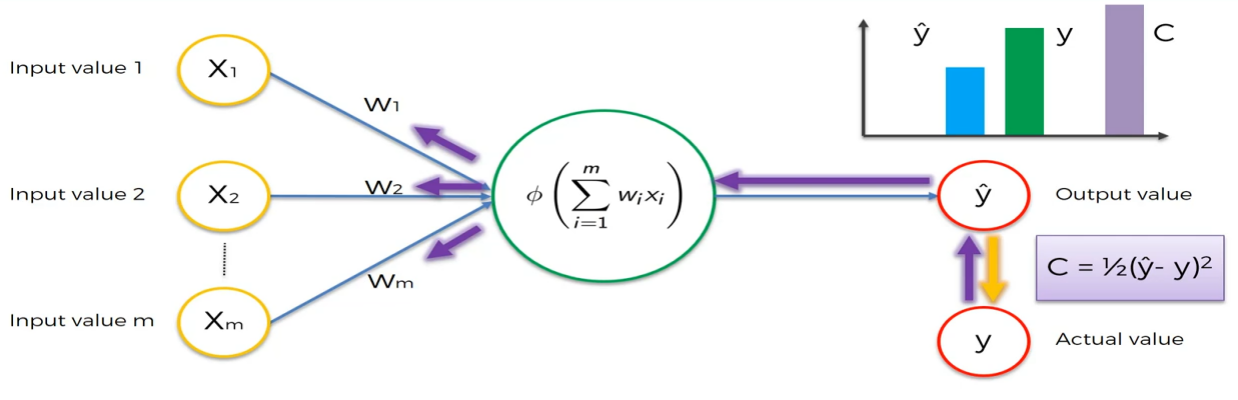 Input value 1
X₁
W₁
ŷ
y
C
Input value 2
X₂
W₂
ϕ ( ∑ᵢ₌₁ᵐ wᵢxᵢ )
ŷ
Output value
C = ½(ŷ- y)²
Input value m
Xₘ
Wₘ
y
Actual value